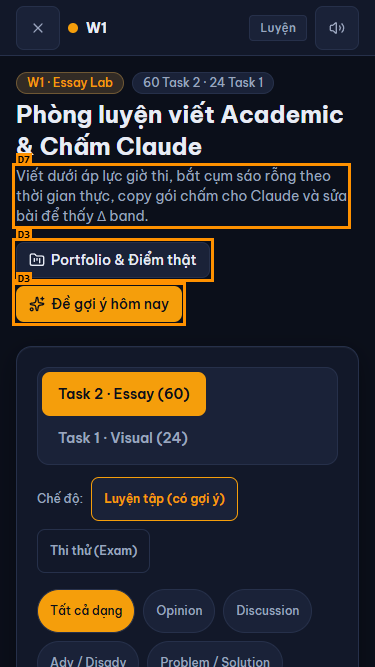 W1
Luyện
W1 · Essay Lab
60 Task 2 · 24 Task 1
Phòng luyện viết Academic
& Chấm Claude
D7
Viết dưới áp lực giờ thi, bắt cụm sáo rỗng theo
thời gian thực, copy gói chấm cho Claude và sửa
bài để thấy Δ band.
D3
Portfolio & Điểm thật
D3
Đề gợi ý hôm nay
Task 2 · Essay (60)
Task 1 · Visual (24)
Chế độ:
Luyện tập (có gợi ý)
Thi thử (Exam)
Tất cả dạng
Opinion
Discussion
Adv / Disadv
Problem / Solution